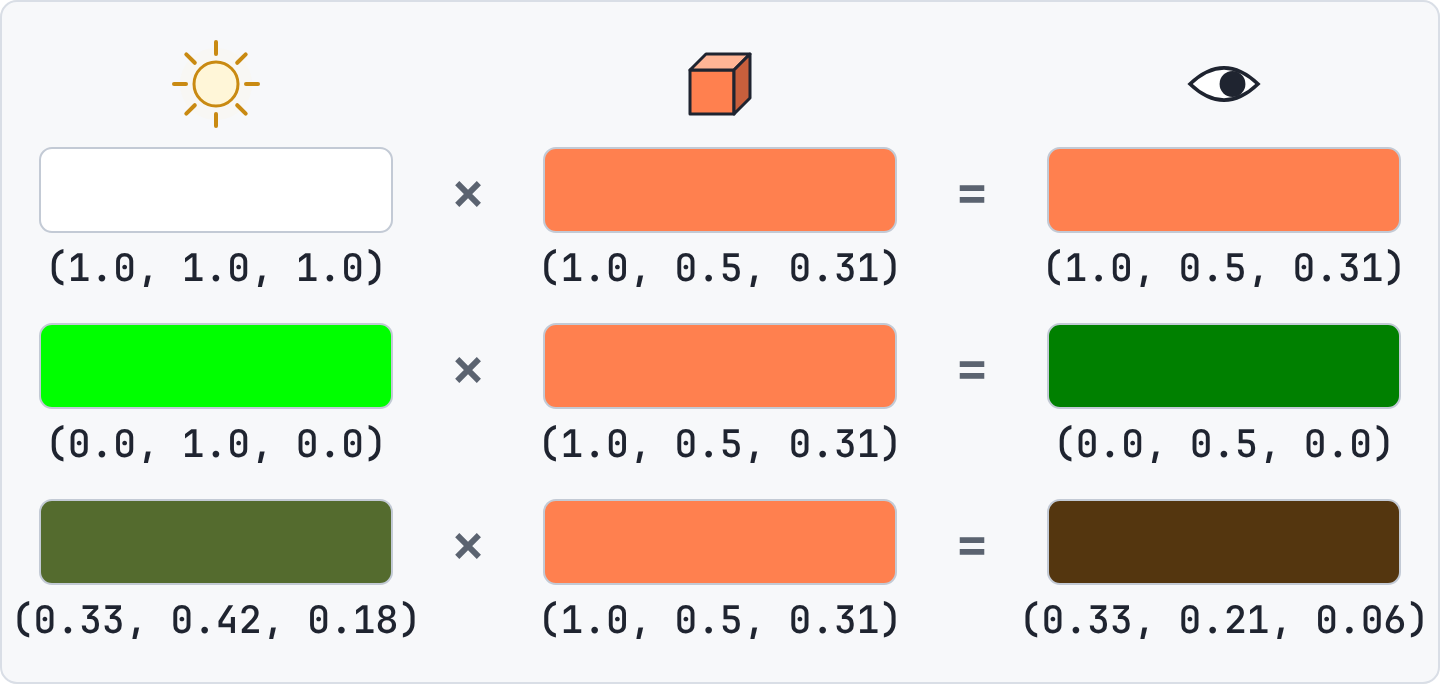 × =
(1.0, 1.0, 1.0) (1.0, 0.5, 0.31) (1.0, 0.5, 0.31)
× =
(0.0, 1.0, 0.0) (1.0, 0.5, 0.31) (0.0, 0.5, 0.0)
× =
(0.33, 0.42, 0.18) (1.0, 0.5, 0.31) (0.33, 0.21, 0.06)